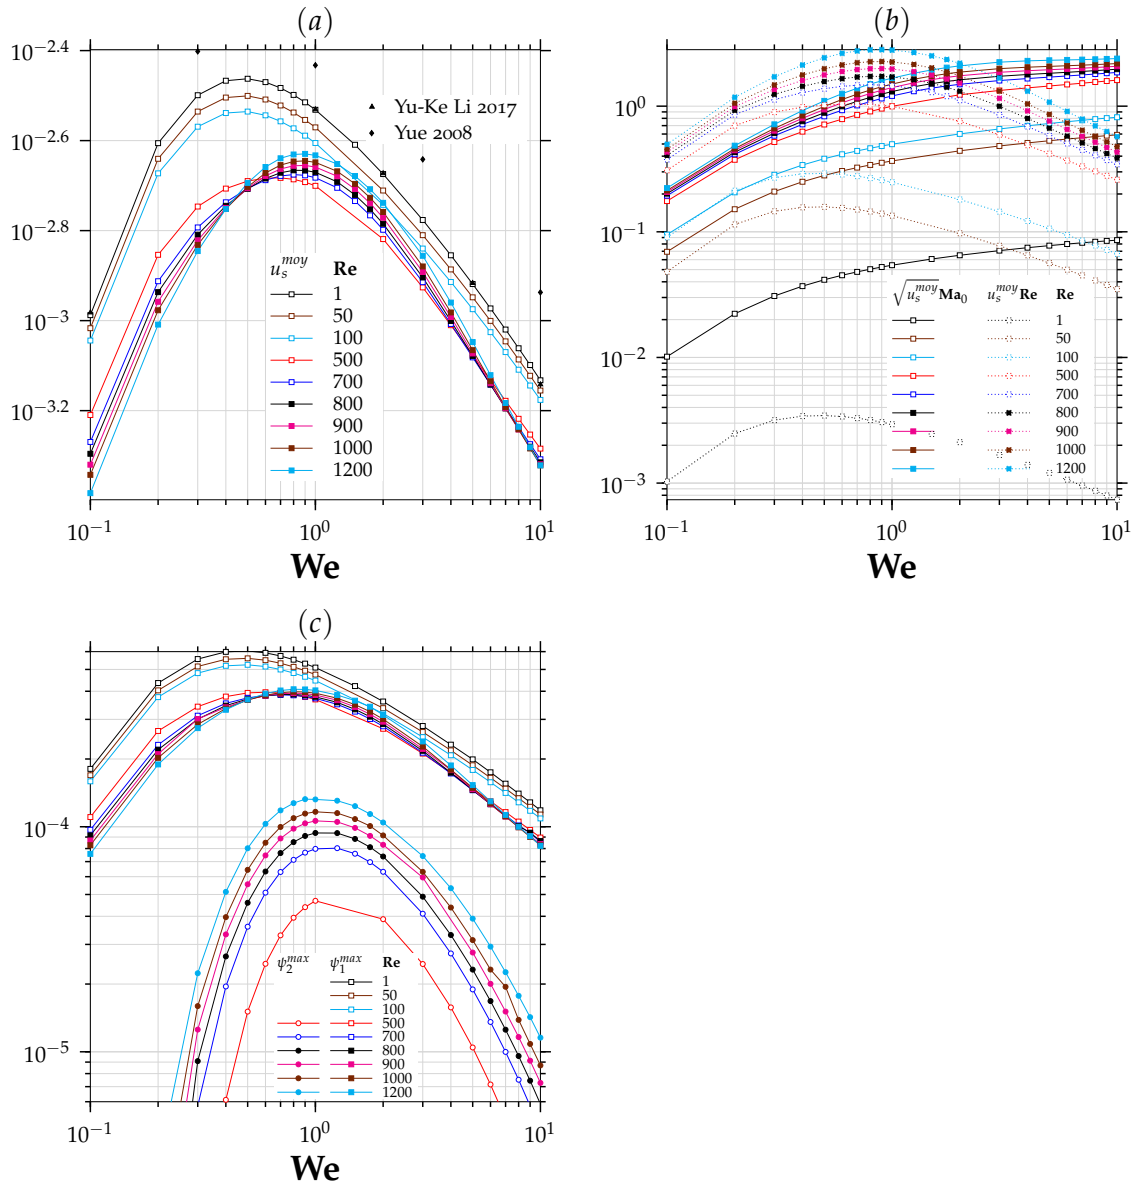 (a)
10^−2.4
10^−2.6
10^−2.8
10^−3
10^−3.2
Yu-Ke Li 2017
Yue 2008
u_s^moy Re
1
50
100
500
700
800
900
1000
1200
10^−1 10^0 10^1
We
(b)
10^0
10^−1
10^−2
10^−3
√u_s^moy Ma_0 u_s^moy Re Re
1
50
100
500
700
800
900
1000
1200
10^−1 10^0 10^1
We
(c)
10^−4
10^−5
ψ_2^max ψ_1^max Re
1
50
100
500
700
800
900
1000
1200
10^−1 10^0 10^1
We